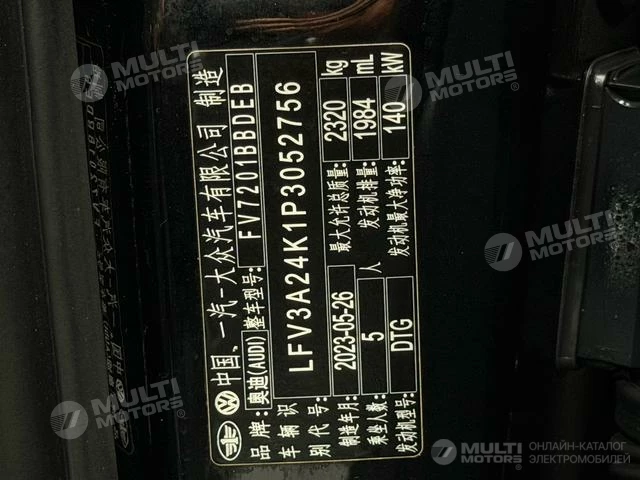 中国.一汽-大众汽车有限公司 制造
品牌: 奥迪(AUDI) 整车型号: FV7201BBDEB
车辆识别代号: LFV3A24K1P3052756
制造年月: 2023-05-26 最大允许总质量: 2320 kg
乘坐人数: 5 人 发动机排量: 1984 mL
发动机型号: DTG 发动机最大净功率: 140 kW
MULTI MOTORS
MULTI MOTORS
MULTI MOTORS
MULTI MOTORS
MULTI MOTORS
MULTI MOTORS
MULTI MOTORS
ОНЛАЙН-КАТАЛОГ
ЭЛЕКТРОМОБИЛЕЙ